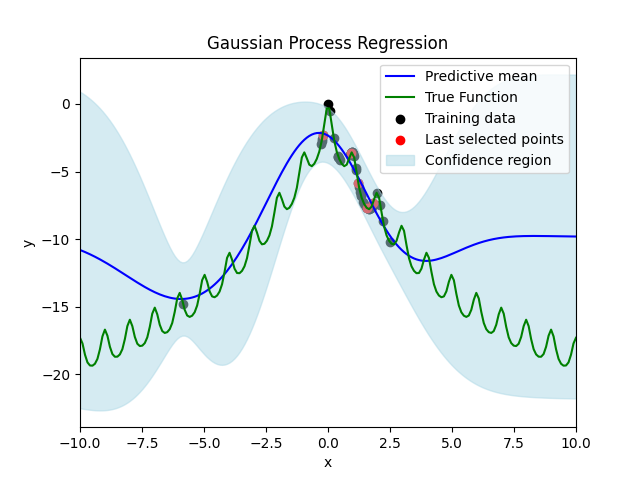 Gaussian Process Regression
Predictive mean
True Function
Training data
Last selected points
Confidence region
y
0
−5
−10
−15
−20
−10.0 −7.5 −5.0 −2.5 0.0 2.5 5.0 7.5 10.0
x